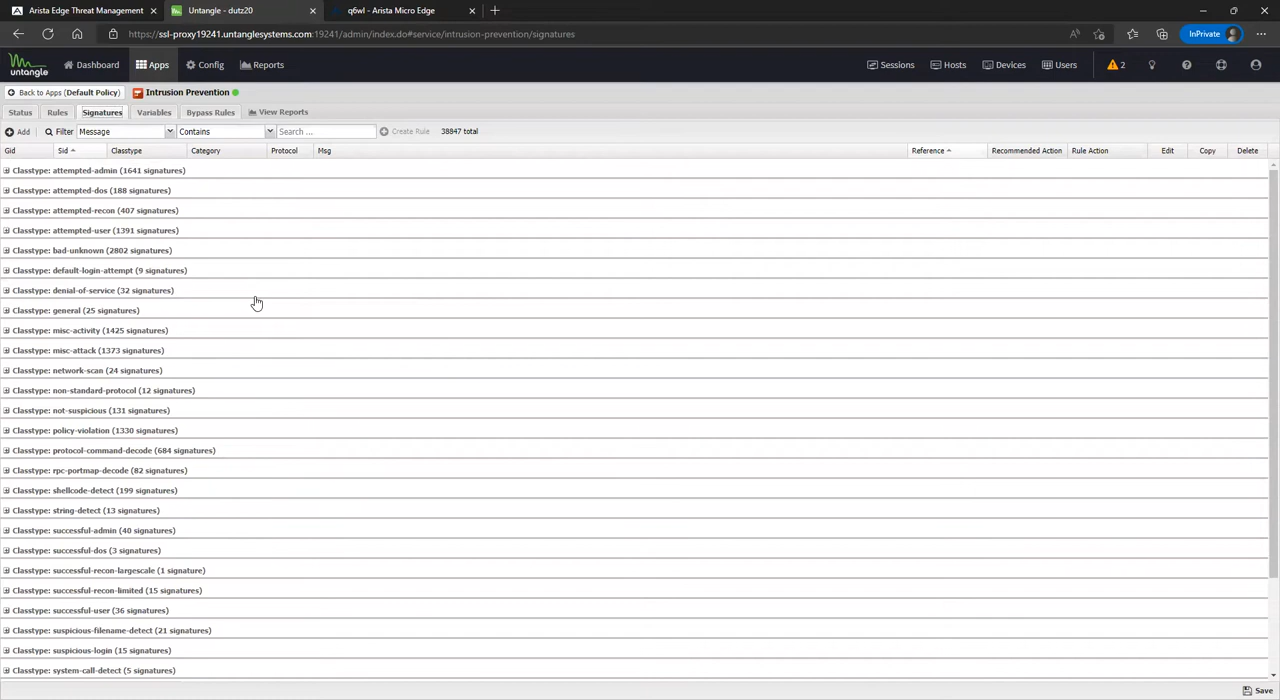 Arista Edge Threat Management
Untangle - dutz20
q6wl - Arista Micro Edge
https://ssl-proxy19241.untanglesystems.com:19241/admin/index.do#service/intrusion-prevention/signatures
InPrivate
untangle
Dashboard
Apps
Config
Reports
Sessions
Hosts
Devices
Users
2
Back to Apps (Default Policy)
Intrusion Prevention
Status
Rules
Signatures
Variables
Bypass Rules
View Reports
Add
Filter
Message
Contains
Search ...
Create Rule
38847 total
Gid
Sid
Classtype
Category
Protocol
Msg
Reference
Recommended Action
Rule Action
Edit
Copy
Delete
Classtype: attempted-admin (1641 signatures)
Classtype: attempted-dos (188 signatures)
Classtype: attempted-recon (407 signatures)
Classtype: attempted-user (1391 signatures)
Classtype: bad-unknown (2802 signatures)
Classtype: default-login-attempt (9 signatures)
Classtype: denial-of-service (32 signatures)
Classtype: general (25 signatures)
Classtype: misc-activity (1425 signatures)
Classtype: misc-attack (1373 signatures)
Classtype: network-scan (24 signatures)
Classtype: non-standard-protocol (12 signatures)
Classtype: not-suspicious (131 signatures)
Classtype: policy-violation (1330 signatures)
Classtype: protocol-command-decode (684 signatures)
Classtype: rpc-portmap-decode (82 signatures)
Classtype: shellcode-detect (199 signatures)
Classtype: string-detect (13 signatures)
Classtype: successful-admin (40 signatures)
Classtype: successful-dos (3 signatures)
Classtype: successful-recon-largescale (1 signature)
Classtype: successful-recon-limited (15 signatures)
Classtype: successful-user (36 signatures)
Classtype: suspicious-filename-detect (21 signatures)
Classtype: suspicious-login (15 signatures)
Classtype: system-call-detect (5 signatures)
Save